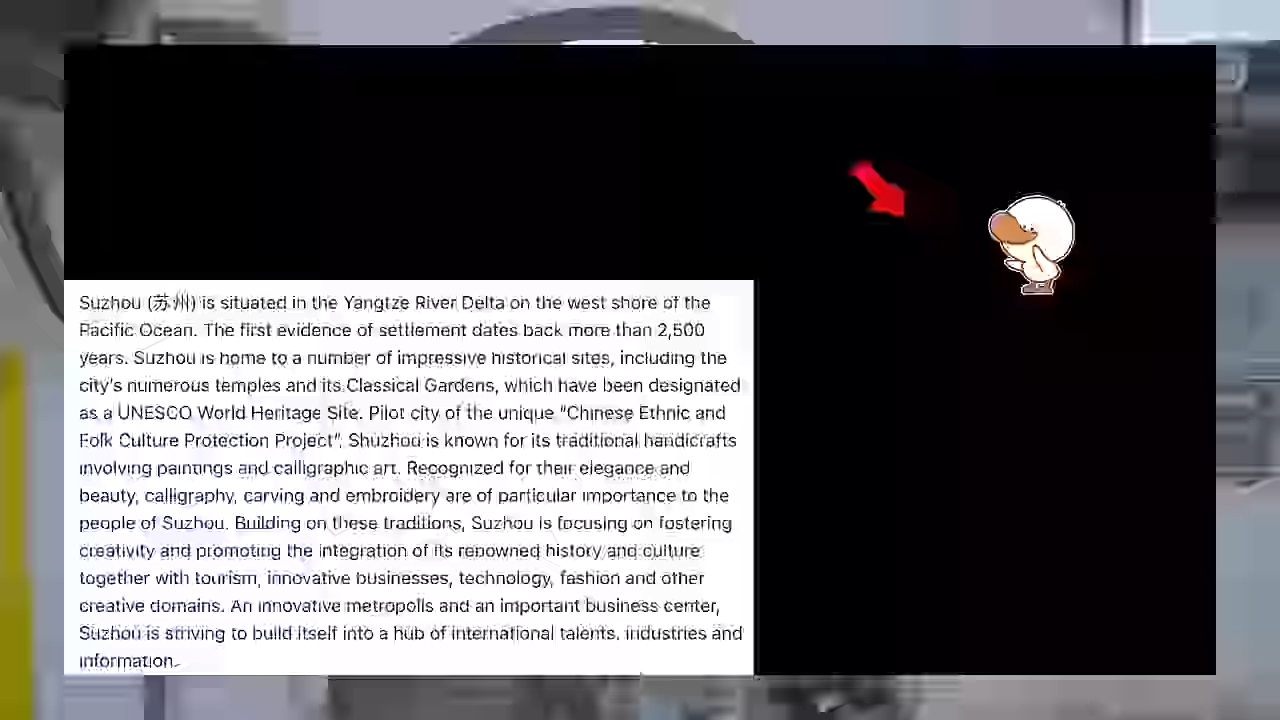 Suzhou (苏州) is situated in the Yangtze River Delta on the west shore of the
Pacific Ocean. The first evidence of settlement dates back more than 2,500
years. Suzhou is home to a number of impressive historical sites, including the
city's numerous temples and its Classical Gardens, which have been designated
as a UNESCO World Heritage Site. Pilot city of the unique "Chinese Ethnic and
Folk Culture Protection Project", Shuzhou is known for its traditional handicrafts
involving paintings and calligraphic art. Recognized for their elegance and
beauty, calligraphy, carving and embroidery are of particular importance to the
people of Suzhou. Building on these traditions, Suzhou is focusing on fostering
creativity and promoting the integration of its renowned history and culture
together with tourism, innovative businesses, technology, fashion and other
creative domains. An innovative metropolis and an important business center,
Suzhou is striving to build itself into a hub of international talents, industries and
information.